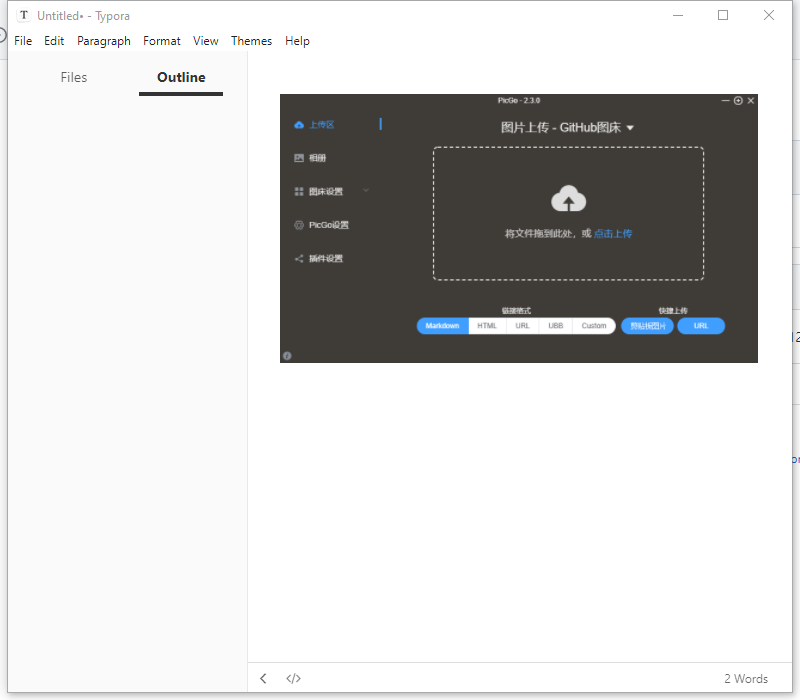 Untitled• - Typora
File Edit Paragraph Format View Themes Help
Files Outline
PicGo - 2.3.0
上传区
相册
图床设置
PicGo设置
插件设置
图片上传 - GitHub图床
将文件拖到此处，或 点击上传
链接格式 快捷上传
Markdown HTML URL UBB Custom 剪贴板图片 URL
2 Words